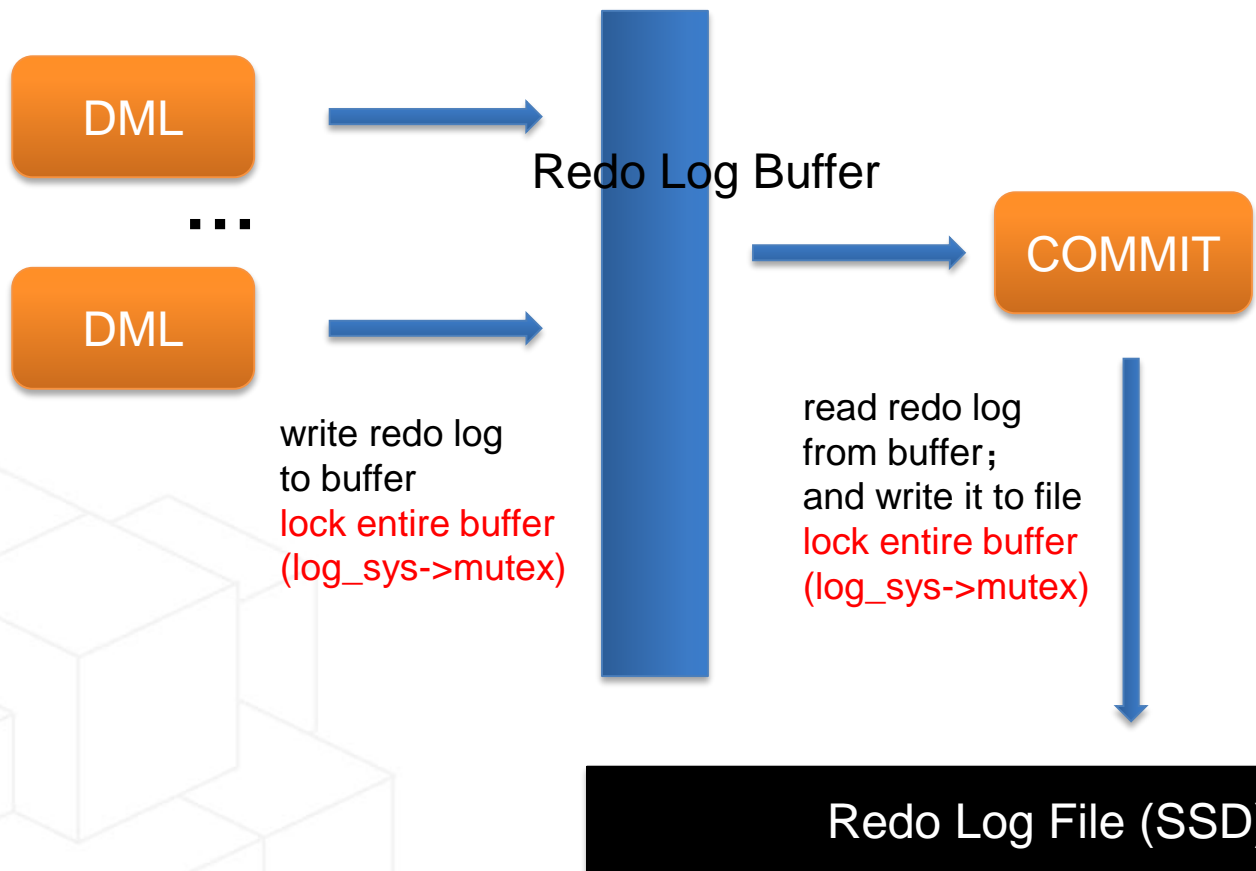 DML
Redo Log Buffer
...
COMMIT
DML
write redo log
to buffer
lock entire buffer
(log_sys->mutex)
read redo log
from buffer；
and write it to file
lock entire buffer
(log_sys->mutex)
Redo Log File (SSD)